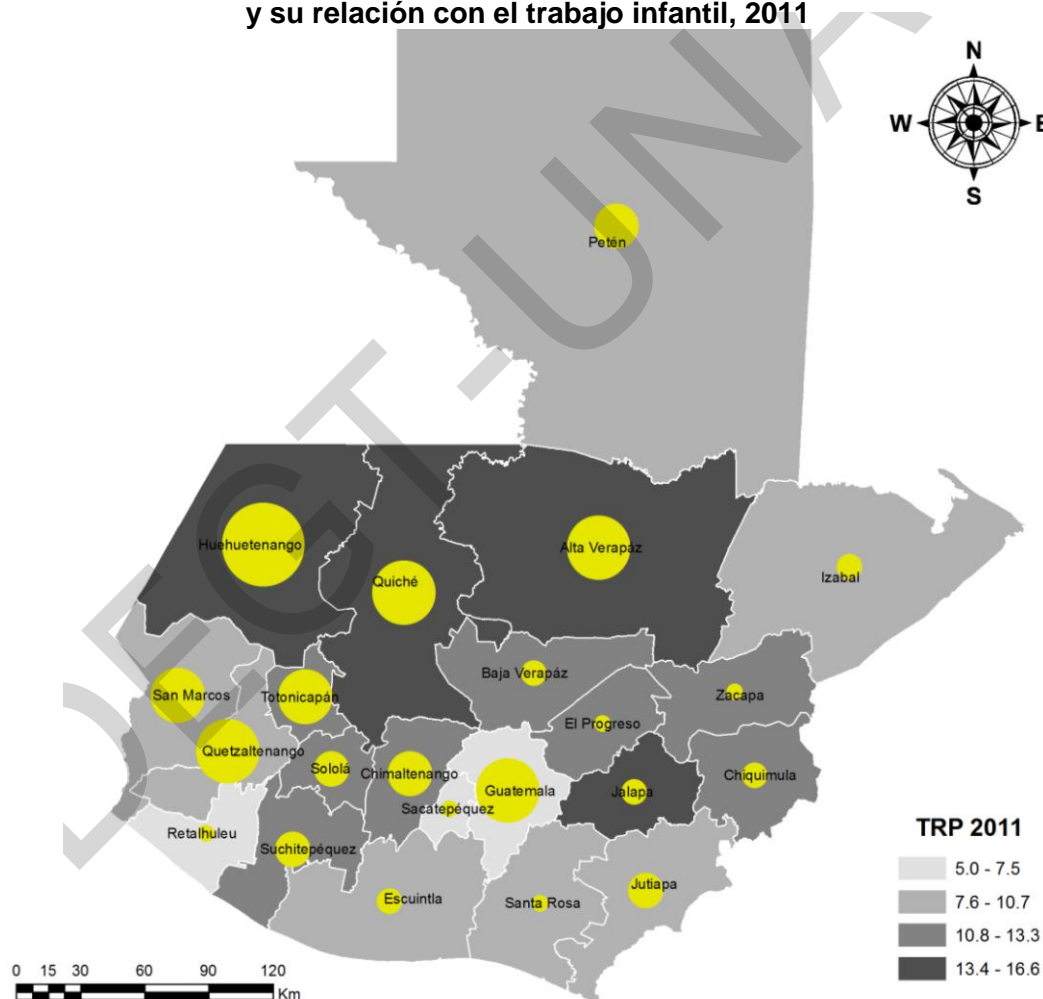 y su relación con el trabajo infantil, 2011
N
W
E
S
Petén
Huehuetenango
Quiché
Alta Verapáz
Izabal
San Marcos
Totonicapán
Baja Verapáz
Zacapa
Quetzaltenango
Sololá
Chimaltenango
El Progreso
Guatemala
Jalapa
Chiquimula
Sacatepéquez
Retalhuleu
Suchitepéquez
Escuintla
Santa Rosa
Jutiapa
TRP 2011
5.0 - 7.5
7.6 - 10.7
10.8 - 13.3
13.4 - 16.6
0 15 30 60 90 120
Km
DEGT-UNA